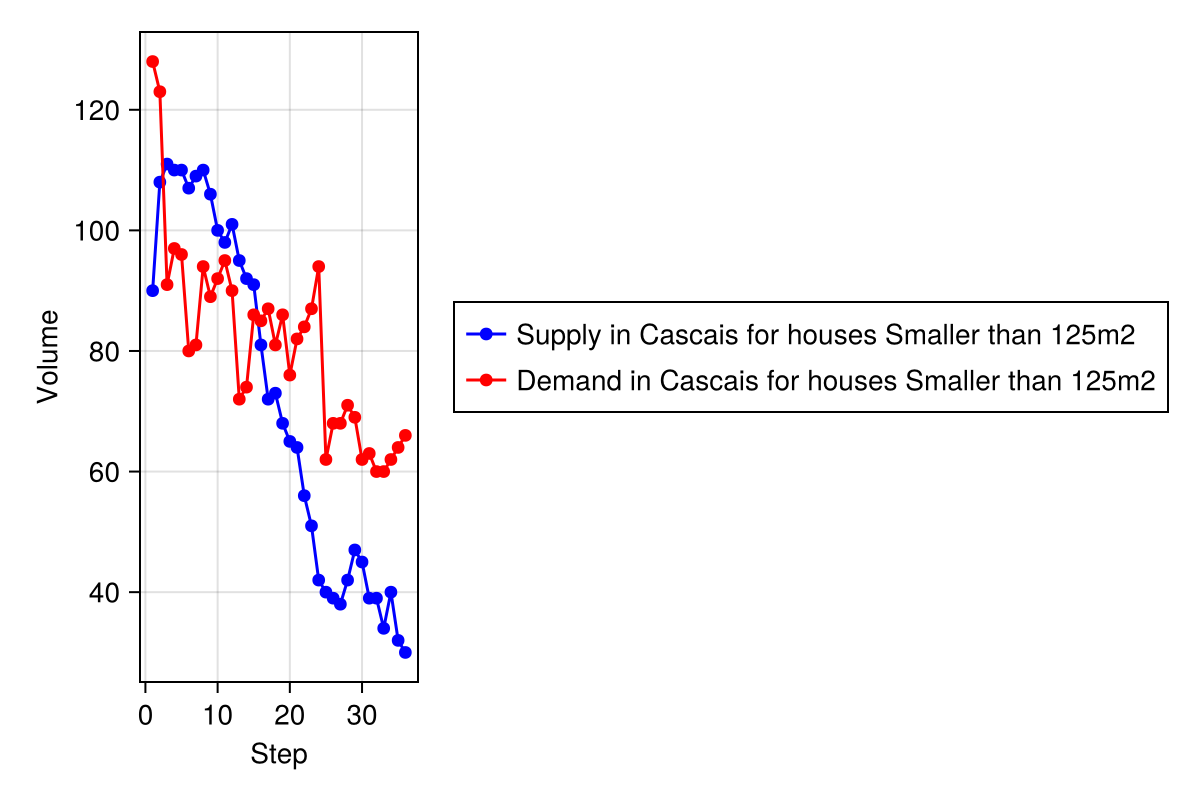 120
100
80
60
40
Volume
0 10 20 30
Step
Supply in Cascais for houses Smaller than 125m2
Demand in Cascais for houses Smaller than 125m2